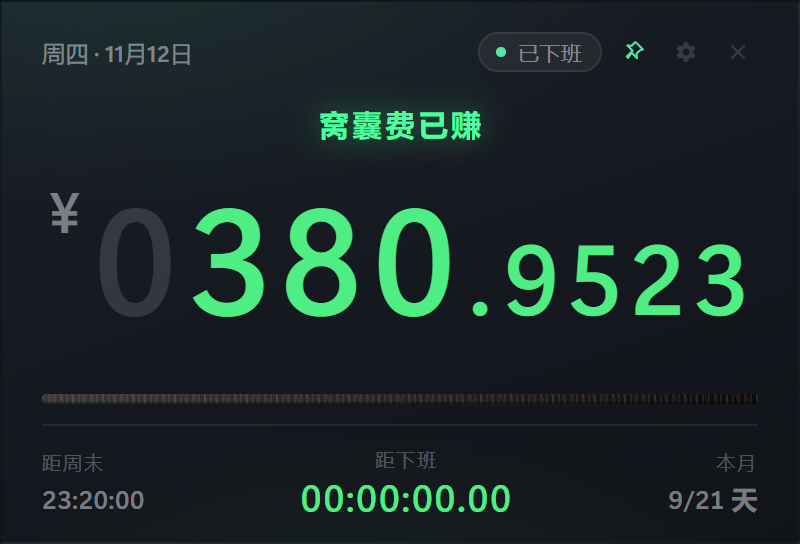 周四 · 11月12日 已下班
窝囊费已赚
¥0380.9523
距周末 距下班 本月
23:20:00 00:00:00.00 9/21 天